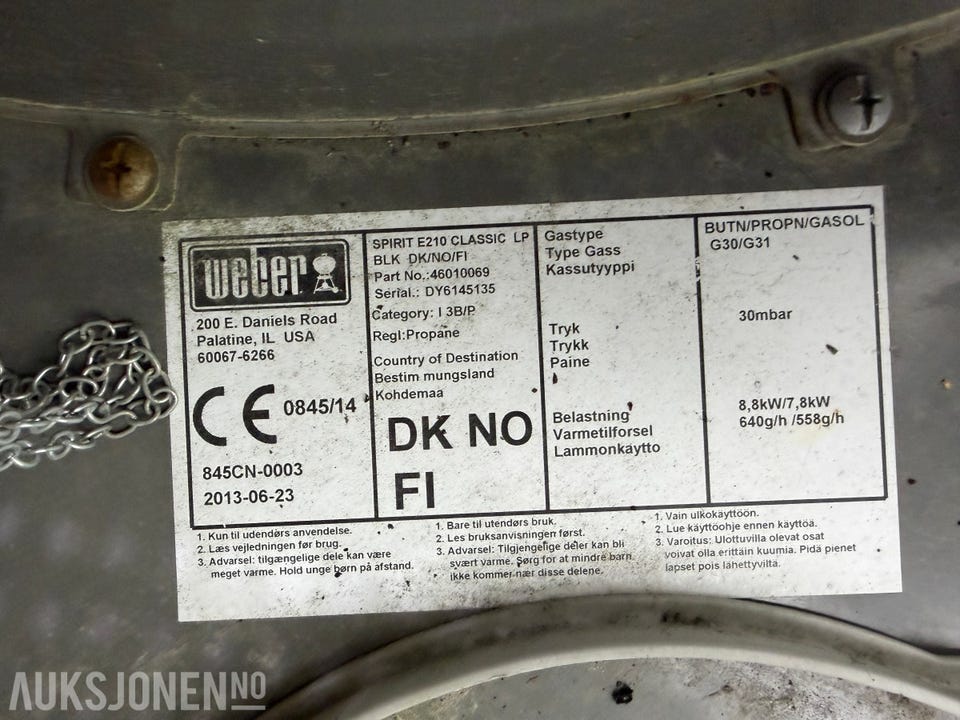 weber
200 E. Daniels Road
Palatine, IL USA
60067-6266
CE 0845/14
845CN-0003
2013-06-23
SPIRIT E210 CLASSIC LP
BLK DK/NO/FI
Part No.:46010069
Serial.: DY6145135
Category: I 3B/P
Regl:Propane
Country of Destination
Bestim mungsland
Kohdemaa
DK NO
FI
Gastype
Type Gass
Kassutyyppi
Tryk
Trykk
Paine
Belastning
Varmetilforsel
Lammonkaytto
BUTN/PROPN/GASOL
G30/G31
30mbar
8,8kW/7,8kW
640g/h /558g/h
1. Kun til udendørs anvendelse.
2. Læs vejledningen før brug.
3. Advarsel: tilgængelige dele kan være
meget varme. Hold unge børn på afstand.
1. Bare til utendørs bruk.
2. Les bruksanvisningen først.
3. Advarsel: Tilgjengelige deler kan bli
svært varme. Sørg for at mindre barn
ikke kommer nær disse delene.
1. Vain ulkokäyttöön.
2. Lue käyttöohje ennen käyttöä.
3. Varoitus: Ulottuvilla olevat osat
voivat olla erittäin kuumia. Pidä pienet
lapset pois lähettyviltä.
AUKSJONEN.NO